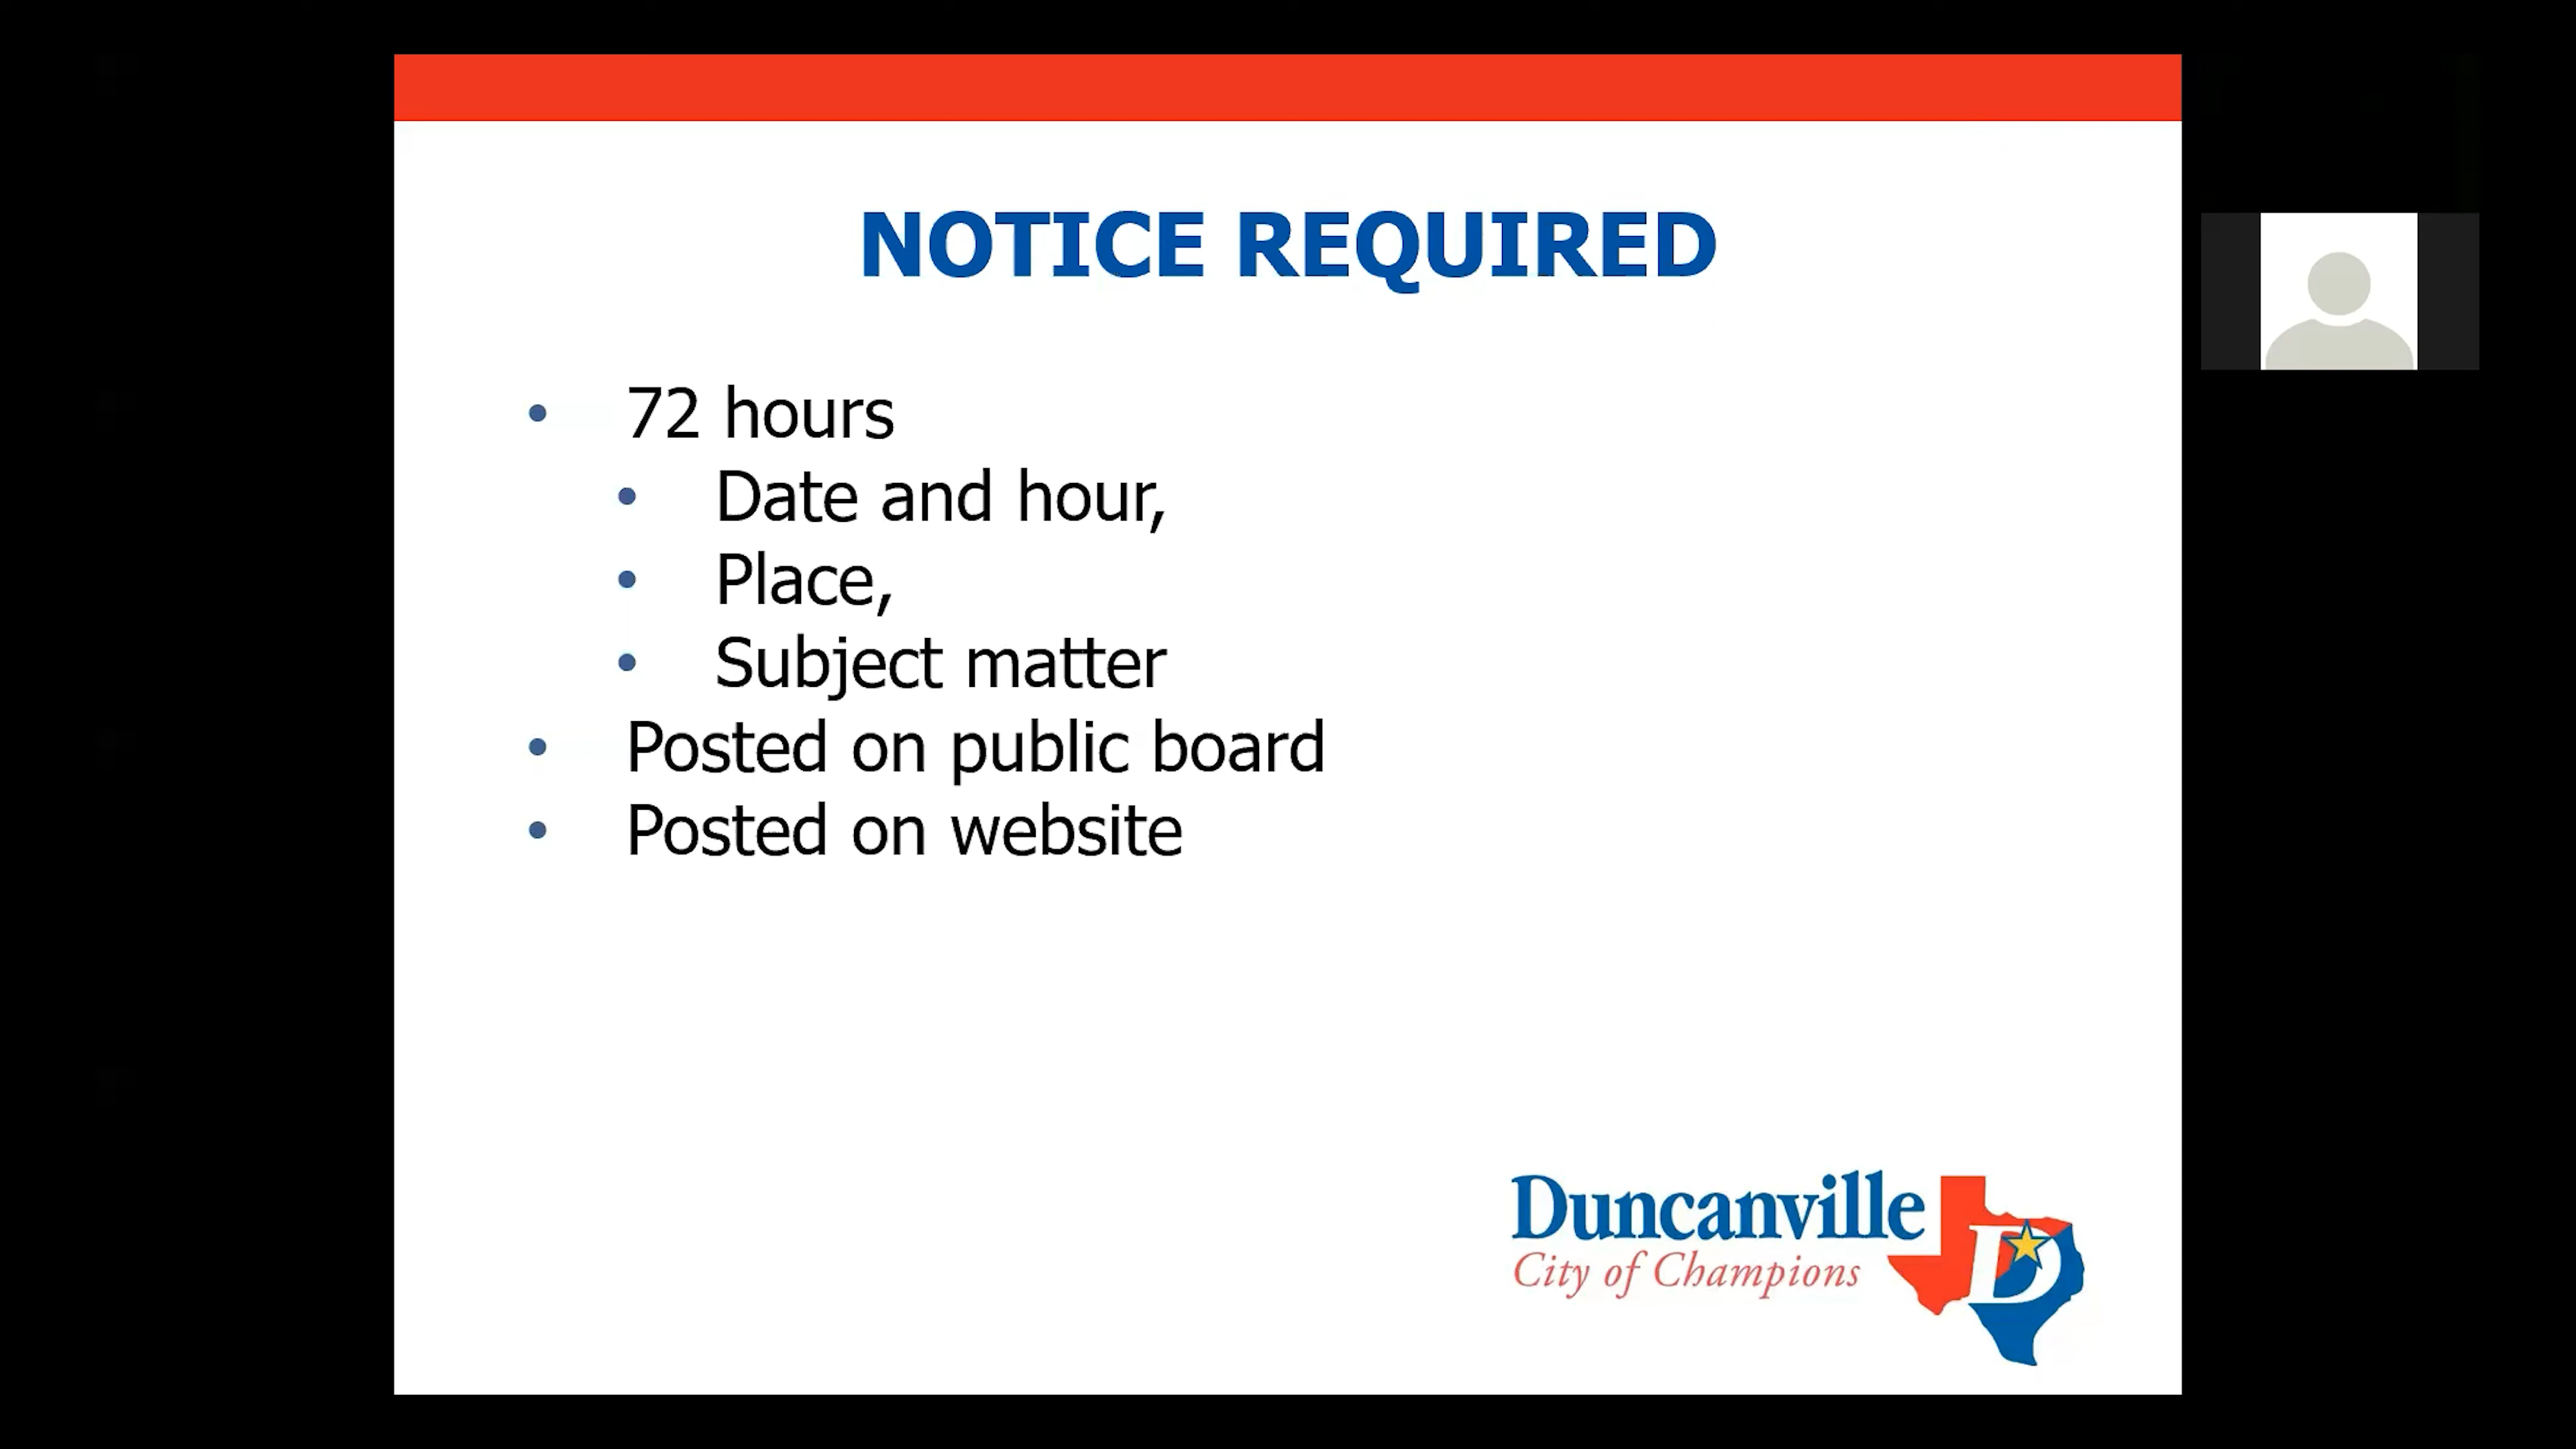 NOTICE REQUIRED
72 hours
Date and hour,
Place,
Subject matter
Posted on public board
Posted on website
Duncanville
City of Champions
D